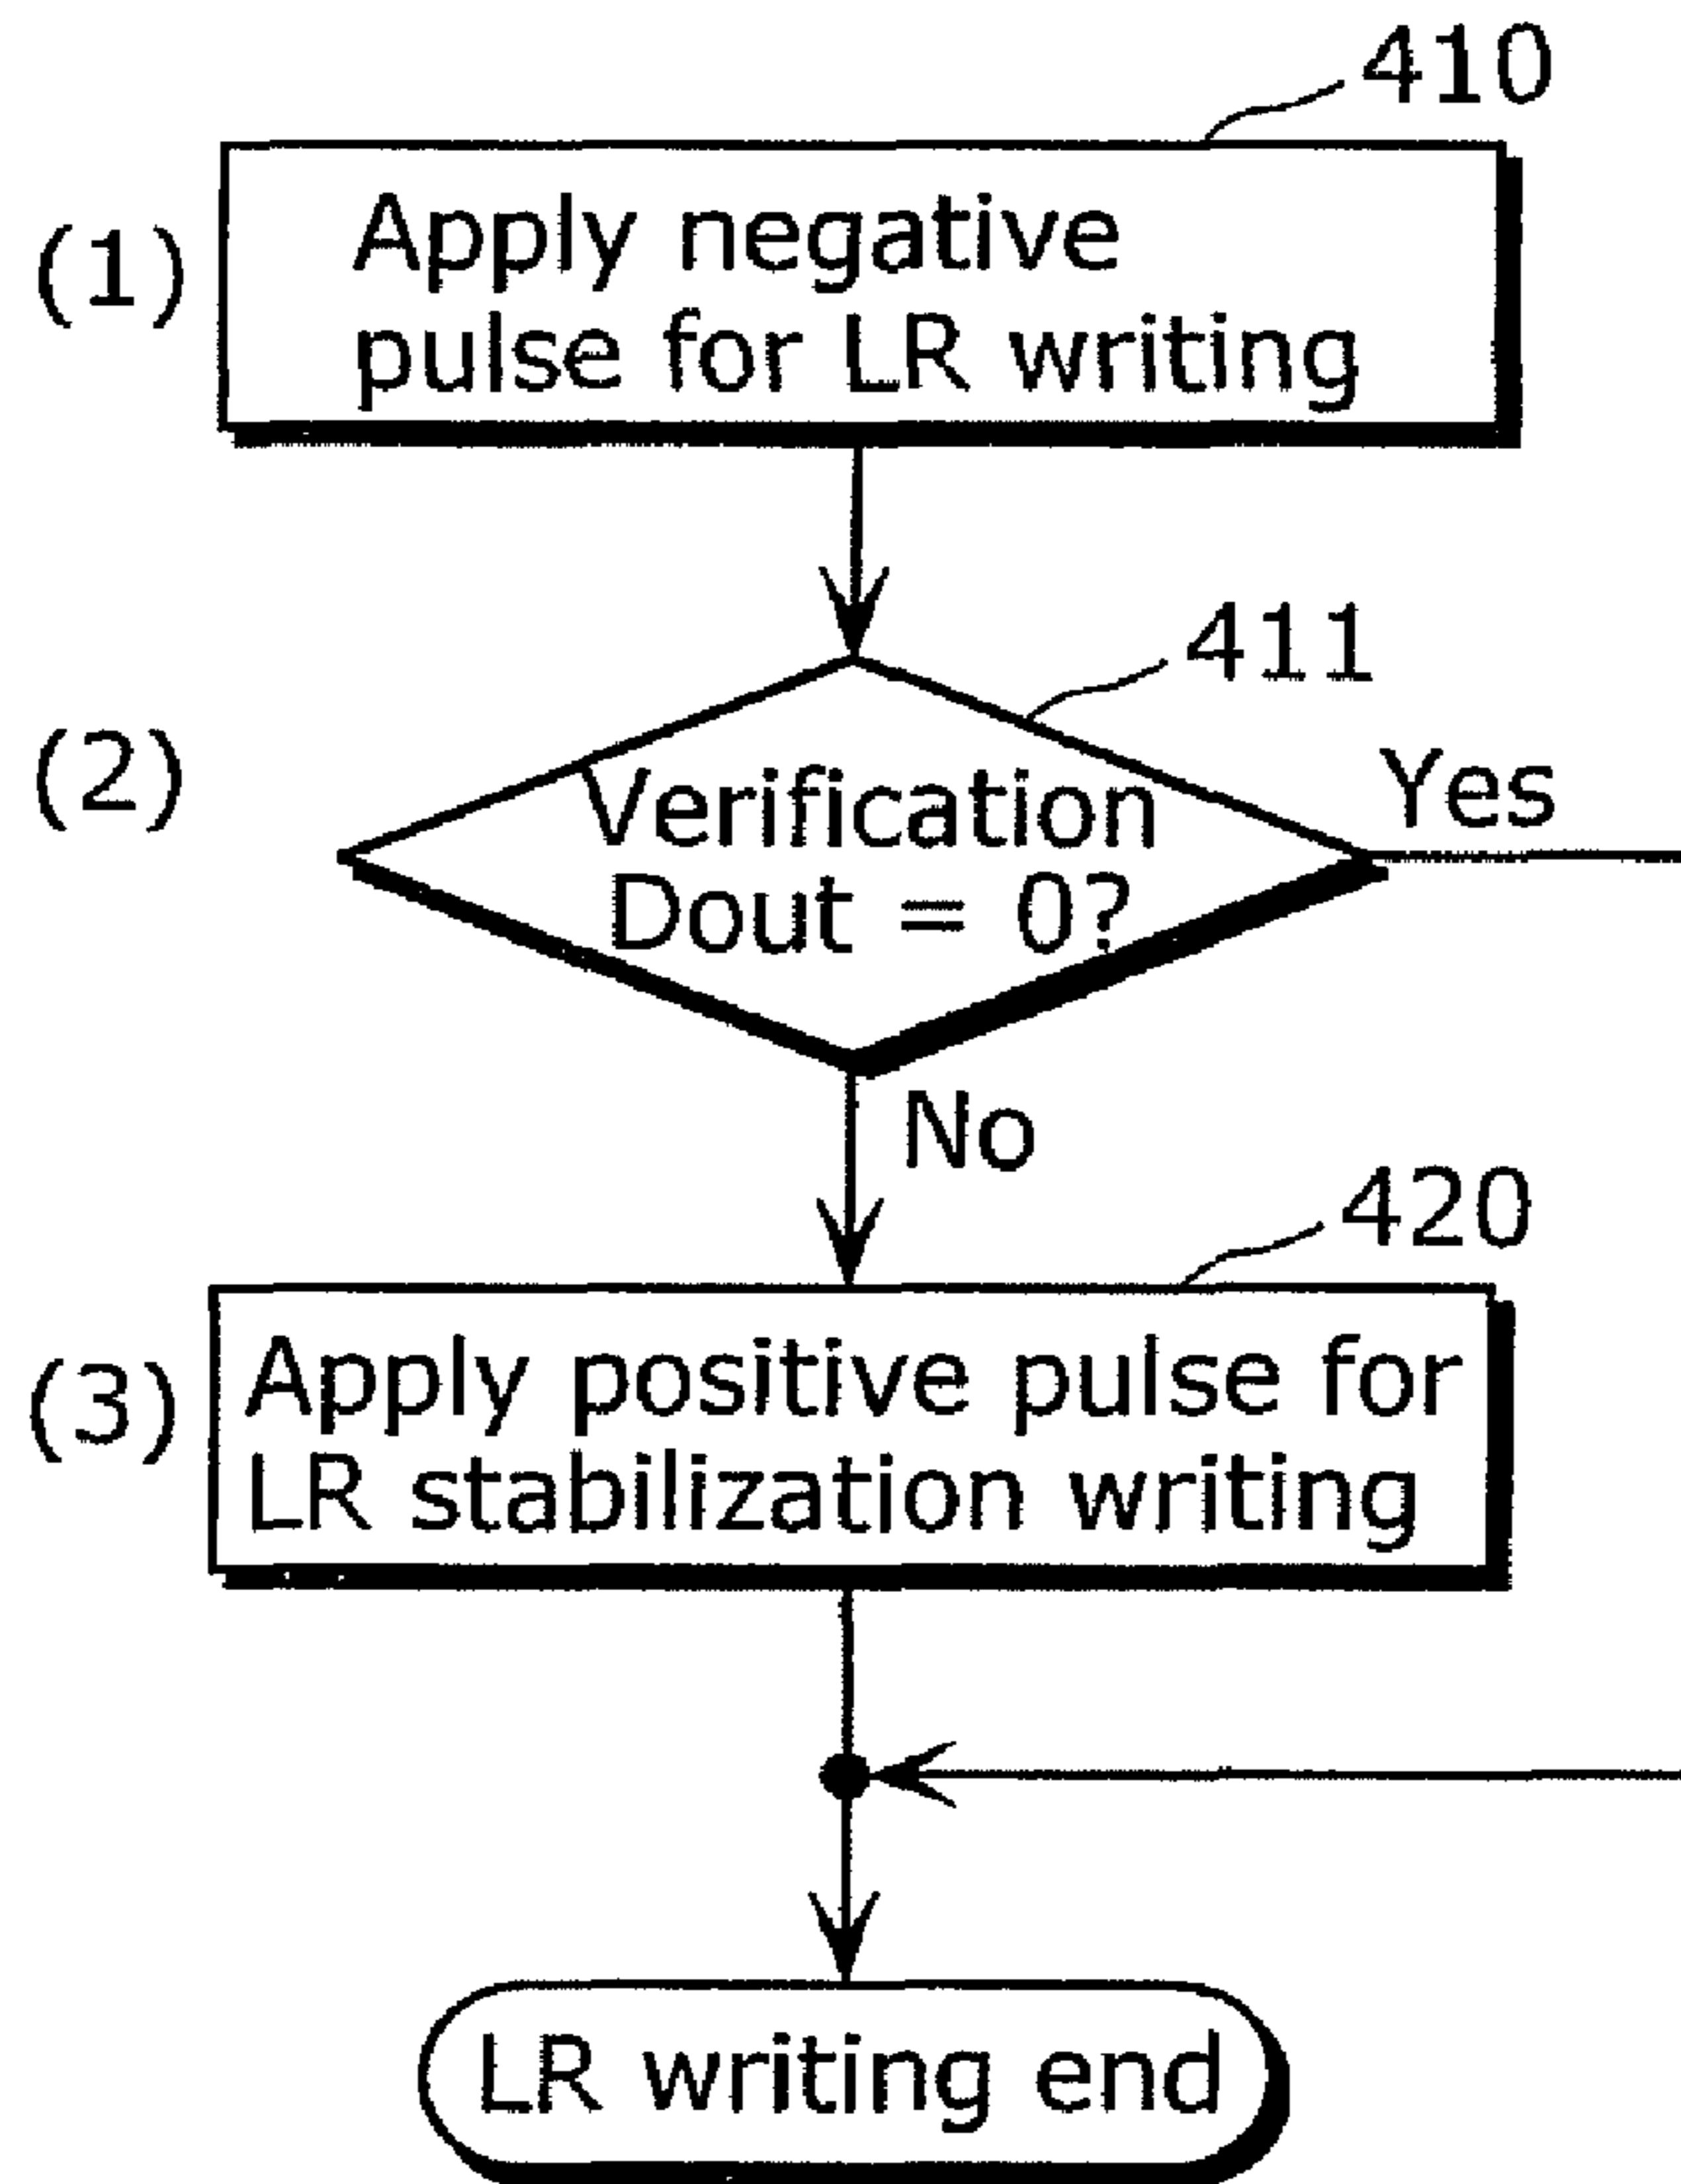 410
(1)
Apply negative
pulse for LR writing
411
(2)
Verification
Dout = 0?
Yes
No
420
(3)
Apply positive pulse for
LR stabilization writing
LR writing end